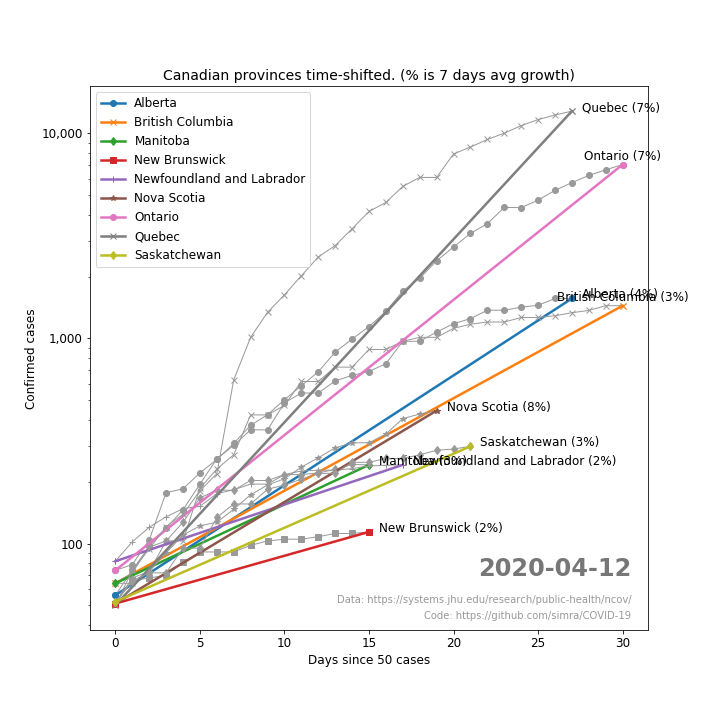 Canadian provinces time-shifted. (% is 7 days avg growth)
Alberta
British Columbia
Manitoba
New Brunswick
Newfoundland and Labrador
Nova Scotia
Ontario
Quebec
Saskatchewan
Quebec (7%)
Ontario (7%)
Alberta (4%)
British Columbia (3%)
Nova Scotia (8%)
Saskatchewan (3%)
Manitoba (3%)
Newfoundland and Labrador (2%)
New Brunswick (2%)
10,000
1,000
100
Confirmed cases
0 5 10 15 20 25 30
Days since 50 cases
2020-04-12
Data: https://systems.jhu.edu/research/public-health/ncov/
Code: https://github.com/simra/COVID-19